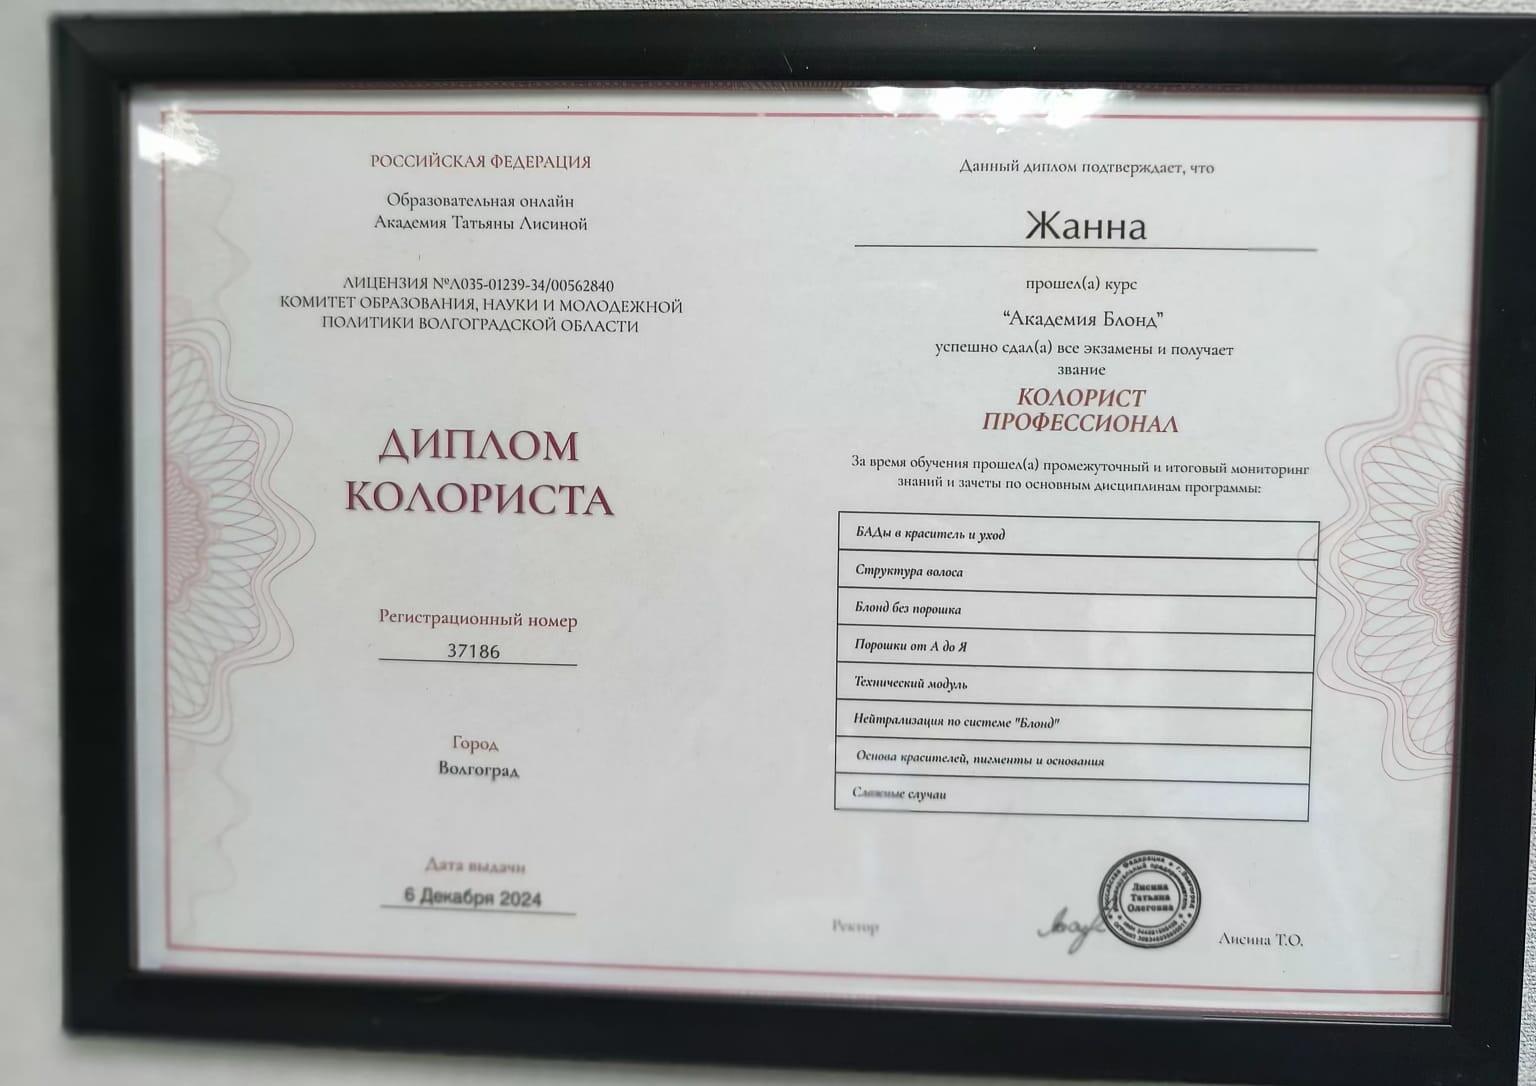 РОССИЙСКАЯ ФЕДЕРАЦИЯ
Образовательная онлайн
Академия Татьяны Лисиной
ЛИЦЕНЗИЯ №Л035-01239-34/00562840
КОМИТЕТ ОБРАЗОВАНИЯ, НАУКИ И МОЛОДЕЖНОЙ
ПОЛИТИКИ ВОЛГОГРАДСКОЙ ОБЛАСТИ
ДИПЛОМ
КОЛОРИСТА
Регистрационный номер
37186
Город
Волгоград
Дата выдачи
6 Декабря 2024
Данный диплом подтверждает, что
Жанна
прошел(а) курс
“Академия Блонд”
успешно сдал(а) все экзамены и получает
звание
КОЛОРИСТ
ПРОФЕССИОНАЛ
За время обучения прошел(а) промежуточный и итоговый мониторинг
знаний и зачеты по основным дисциплинам программы:
БАДы в краситель и уход
Структура волоса
Блонд без порошка
Порошки от А до Я
Технический модуль
Нейтрализация по системе "Блонд"
Основа красителей, пигменты и основания
Сложные случаи
Ректор
Лисина
Татьяна
Олеговна
Лисина Т.О.